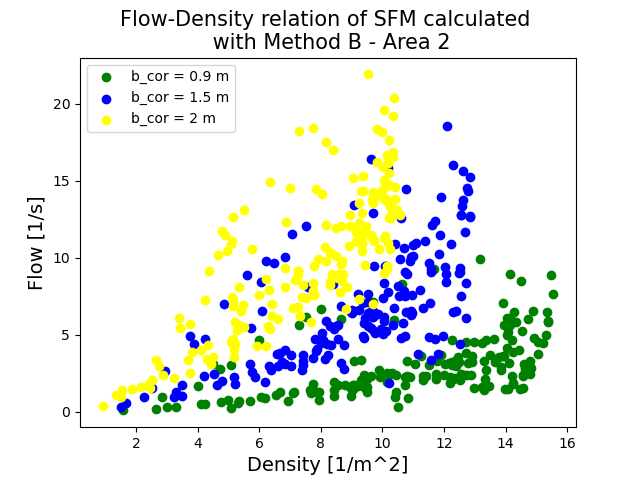 Flow-Density relation of SFM calculated
with Method B - Area 2
b_cor = 0.9 m
b_cor = 1.5 m
b_cor = 2 m
Flow [1/s]
20
15
10
5
0
2 4 6 8 10 12 14 16
Density [1/m^2]